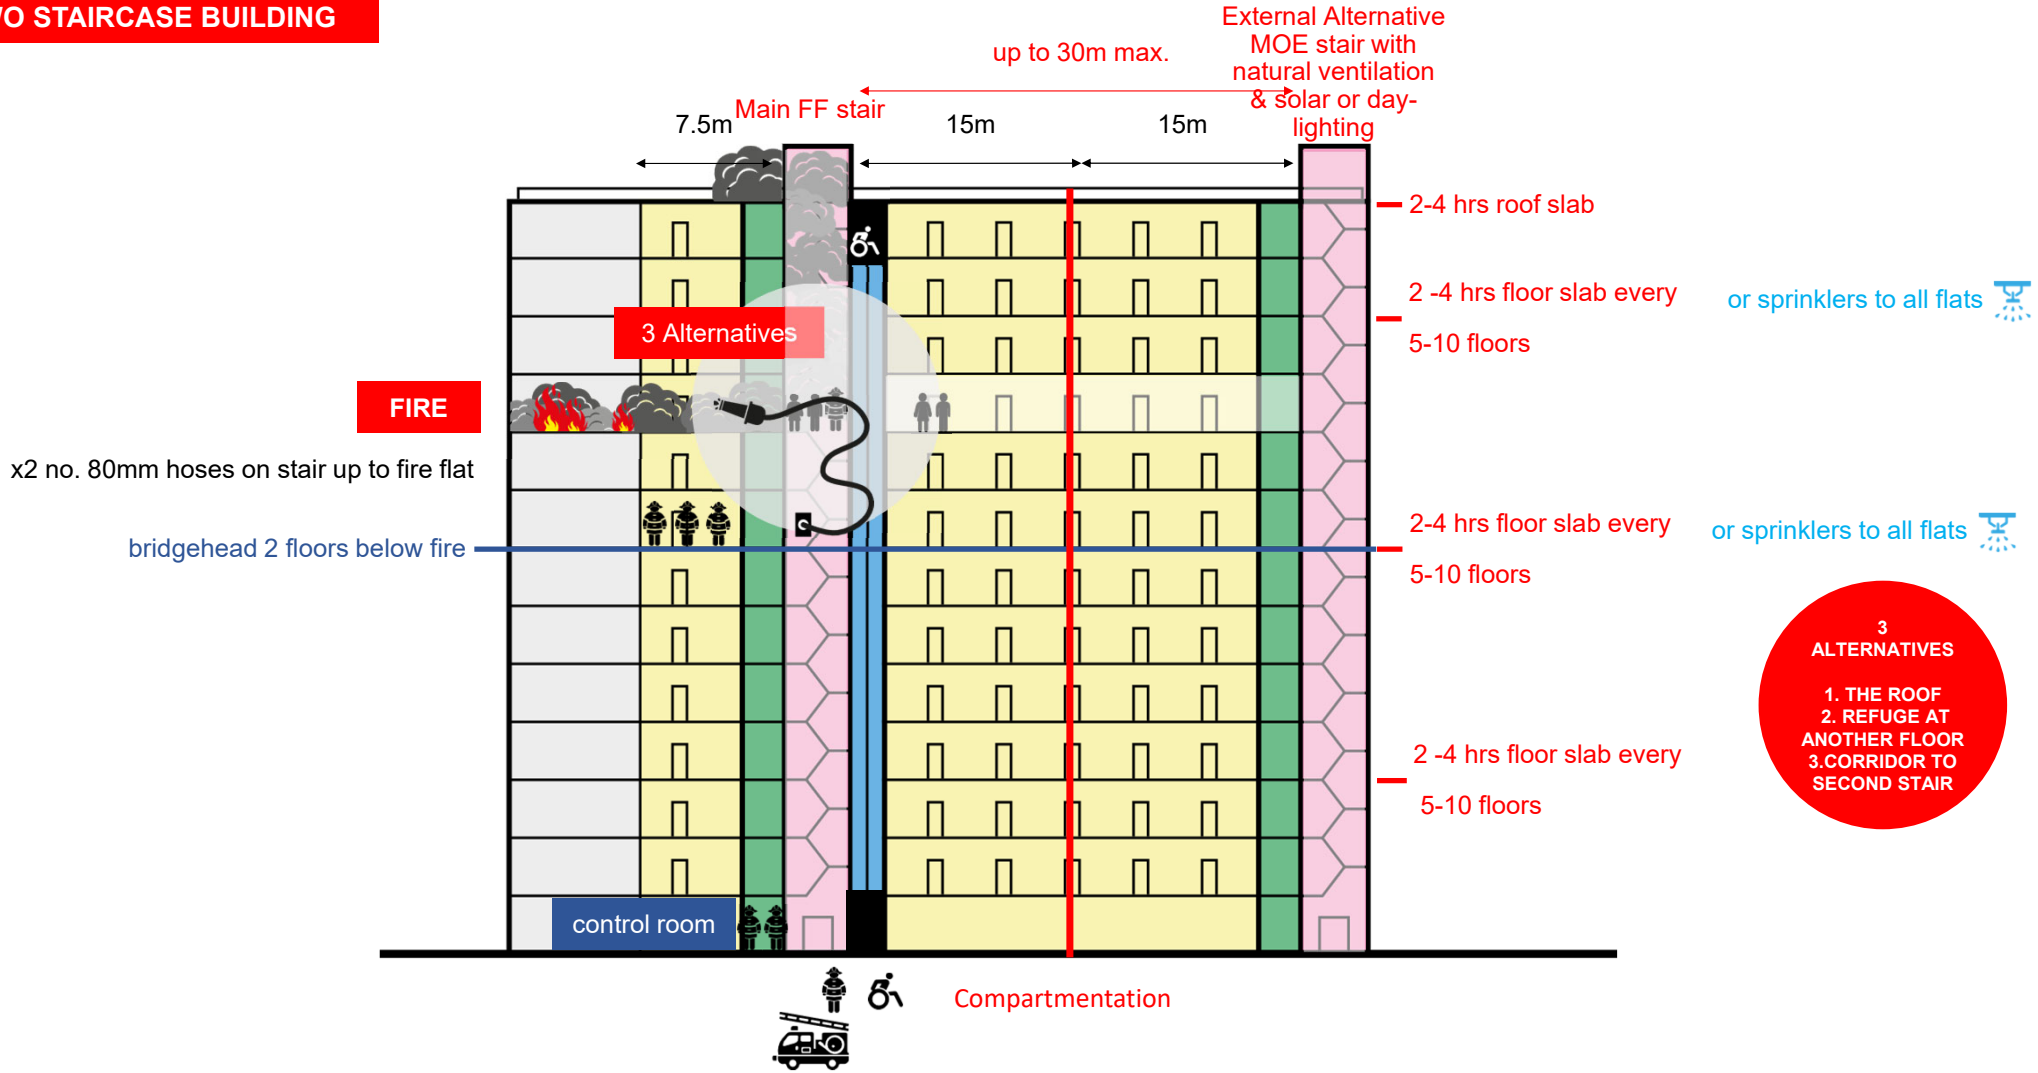 O STAIRCASE BUILDING
External Alternative
MOE stair with
natural ventilation
& solar or day-
lighting
up to 30m max.
Main FF stair
7.5m
15m
15m
2-4 hrs roof slab
2 -4 hrs floor slab every
5-10 floors
or sprinklers to all flats
3 Alternatives
FIRE
x2 no. 80mm hoses on stair up to fire flat
bridgehead 2 floors below fire
2-4 hrs floor slab every
5-10 floors
or sprinklers to all flats
3
ALTERNATIVES
1. THE ROOF
2. REFUGE AT
ANOTHER FLOOR
3.CORRIDOR TO
SECOND STAIR
2 -4 hrs floor slab every
5-10 floors
control room
Compartmentation